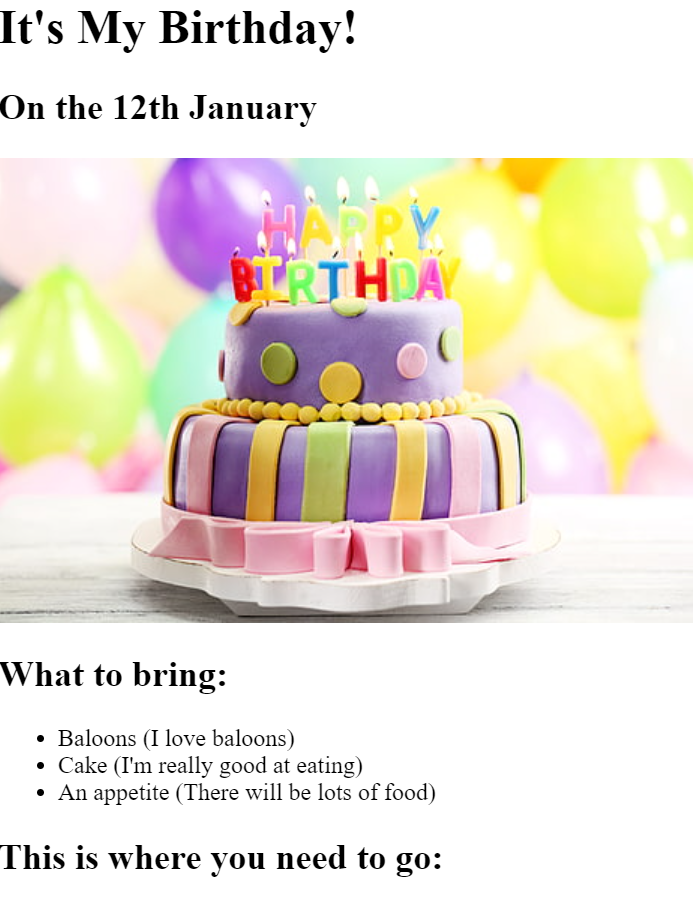 It's My Birthday!
On the 12th January
HAPPY
BIRTHDAY
What to bring:
Baloons (I love baloons)
Cake (I'm really good at eating)
An appetite (There will be lots of food)
This is where you need to go: